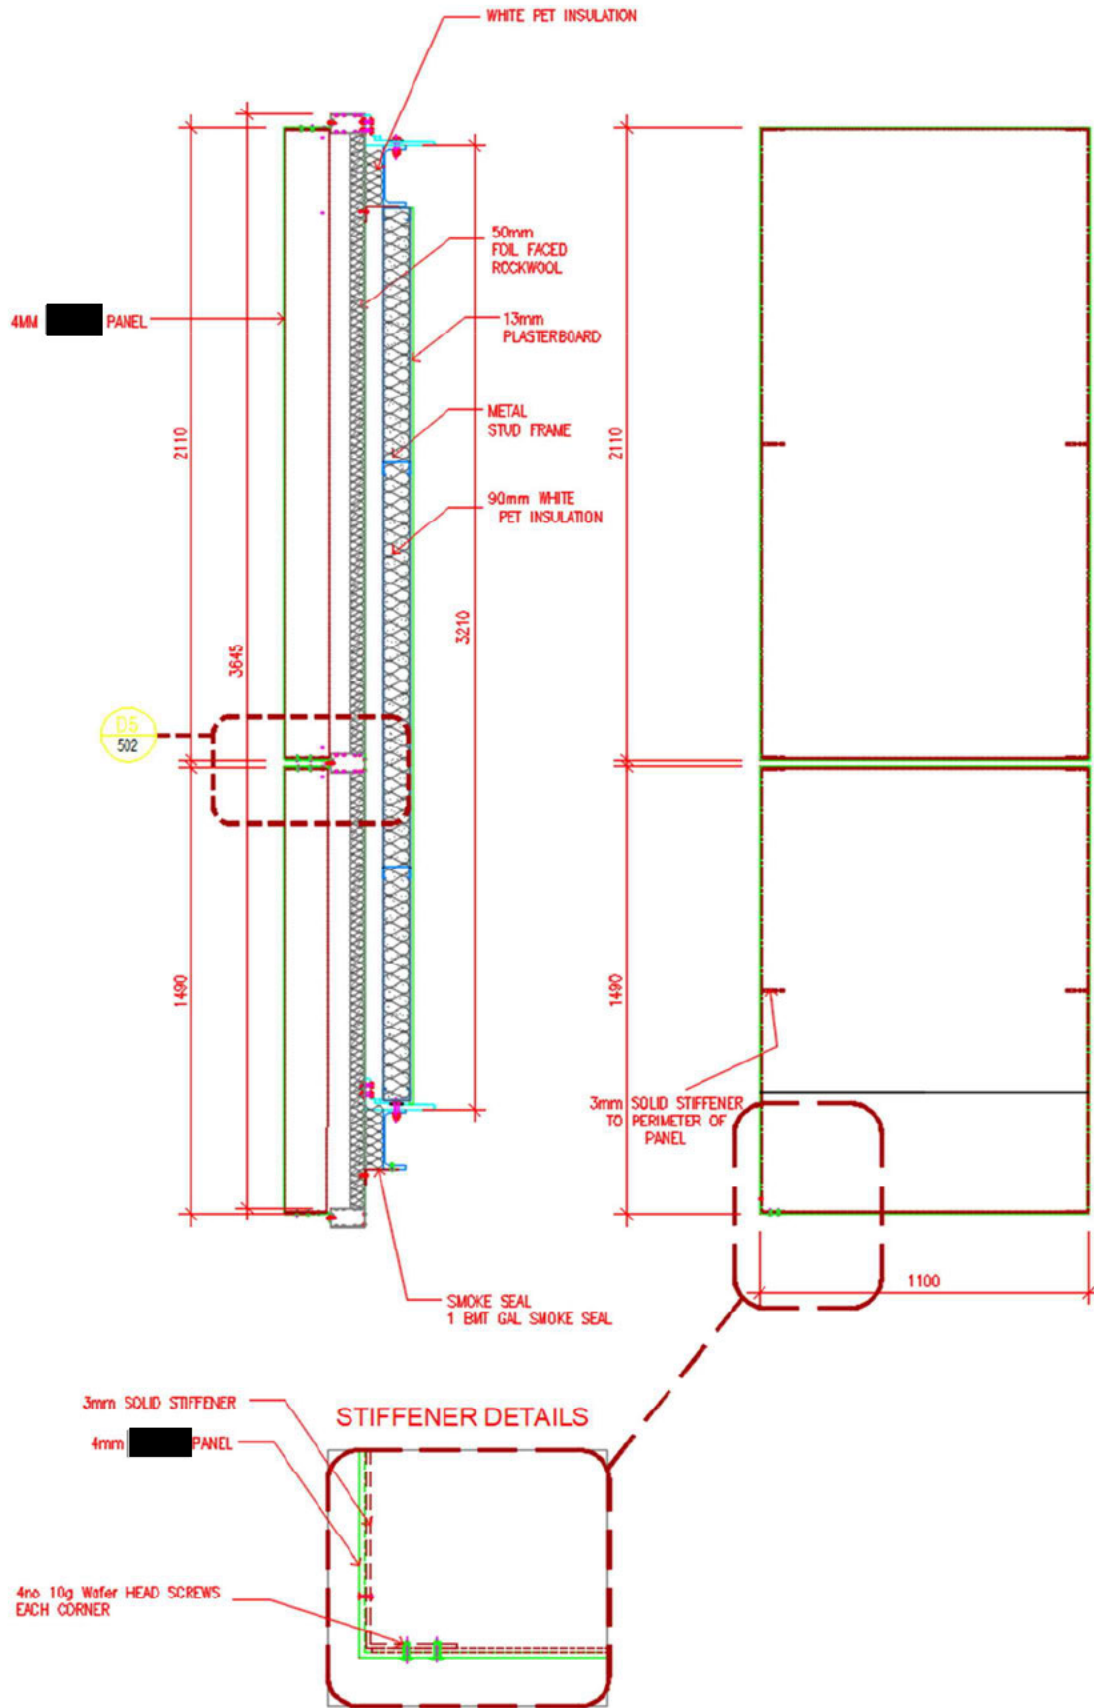 WHITE PET INSULATION
50mm
FOIL FACED
ROCKWOOL
4MM PANEL
13mm
PLASTERBOARD
METAL
STUD FRAME
2110
2110
90mm WHITE
PET INSULATION
3645
3210
D5
502
1490
1490
3mm SOLID STIFFENER
TO PERIMETER OF
PANEL
1100
SMOKE SEAL
1 BMT GAL SMOKE SEAL
3mm SOLID STIFFENER
STIFFENER DETAILS
4mm PANEL
4no 10g Wafer HEAD SCREWS
EACH CORNER